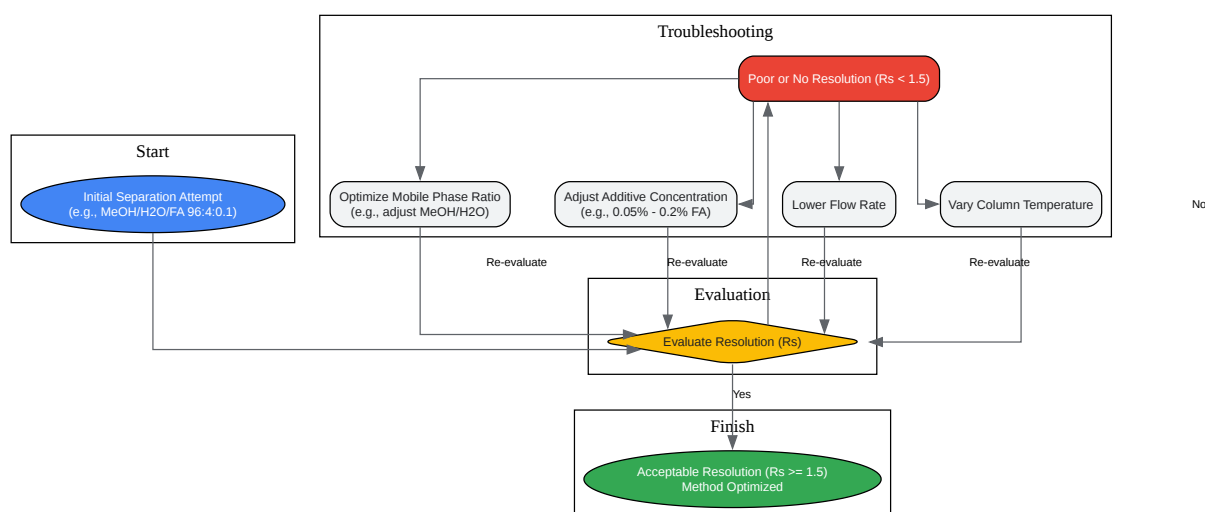 Troubleshooting
Poor or No Resolution (Rs < 1.5)
Start
Initial Separation Attempt
(e.g., MeOH/H2O/FA 96:4:0.1)
Optimize Mobile Phase Ratio
(e.g., adjust MeOH/H2O)
Adjust Additive Concentration
(e.g., 0.05% - 0.2% FA)
Lower Flow Rate
Vary Column Temperature
No
Re-evaluate
Re-evaluate
Re-evaluate
Re-evaluate
Evaluation
Evaluate Resolution (Rs)
Yes
Finish
Acceptable Resolution (Rs >= 1.5)
Method Optimized